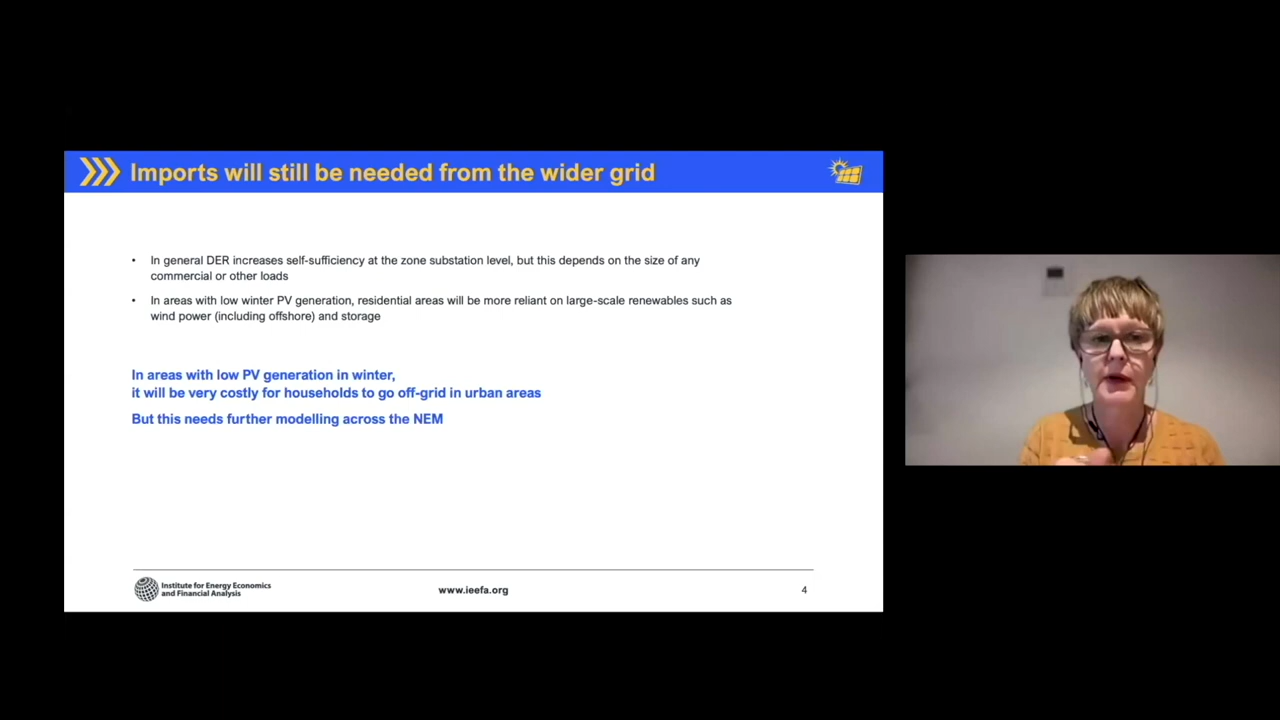 Imports will still be needed from the wider grid
• In general DER increases self-sufficiency at the zone substation level, but this depends on the size of any
commercial or other loads
• In areas with low winter PV generation, residential areas will be more reliant on large-scale renewables such as
wind power (including offshore) and storage
In areas with low PV generation in winter,
it will be very costly for households to go off-grid in urban areas
But this needs further modelling across the NEM
Institute for Energy Economics
and Financial Analysis
www.ieefa.org
4